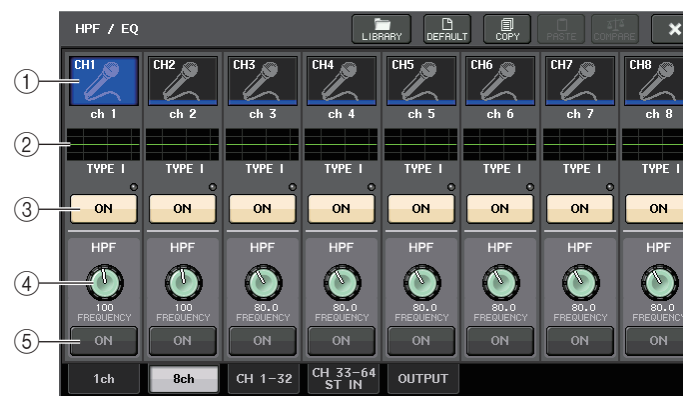 HPF / EQ
LIBRARY DEFAULT COPY PASTE COMPARE ×
① CH1 CH2 CH3 CH4 CH5 CH6 CH7 CH8
ch 1 ch 2 ch 3 ch 4 ch 5 ch 6 ch 7 ch 8
②
TYPE I TYPE I TYPE I TYPE I TYPE I TYPE I TYPE I TYPE I
③ ON ON ON ON ON ON ON ON
HPF HPF HPF HPF HPF HPF HPF HPF
④
100 100 80.0 80.0 80.0 80.0 80.0 80.0
FREQUENCY FREQUENCY FREQUENCY FREQUENCY FREQUENCY FREQUENCY FREQUENCY FREQUENCY
⑤ ON ON ON ON ON ON ON ON
1ch 8ch CH 1-32 CH 33-64 ST IN OUTPUT